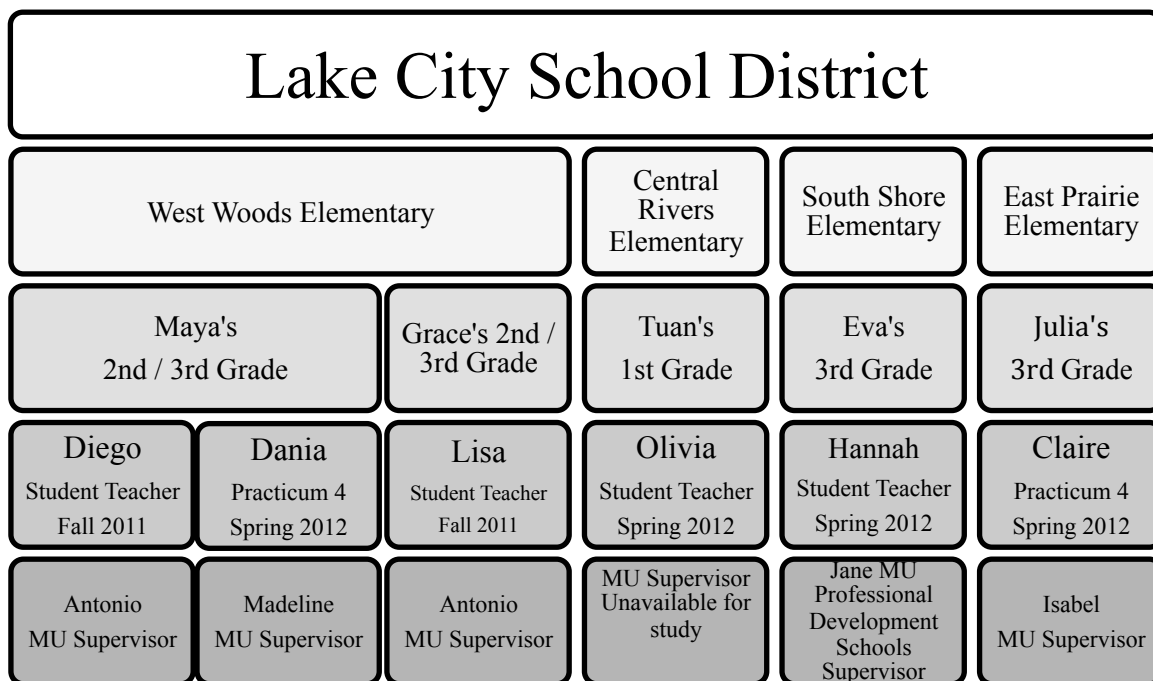 Lake City School District
West Woods Elementary
Central
Rivers
Elementary
South Shore
Elementary
East Prairie
Elementary
Maya's
2nd / 3rd Grade
Grace's 2nd /
3rd Grade
Tuan's
1st Grade
Eva's
3rd Grade
Julia's
3rd Grade
Diego
Student Teacher
Fall 2011
Dania
Practicum 4
Spring 2012
Lisa
Student Teacher
Fall 2011
Olivia
Student Teacher
Spring 2012
Hannah
Student Teacher
Spring 2012
Claire
Practicum 4
Spring 2012
Antonio
MU Supervisor
Madeline
MU Supervisor
Antonio
MU Supervisor
MU Supervisor
Unavailable for
study
Jane MU
Professional
Development
Schools
Supervisor
Isabel
MU Supervisor